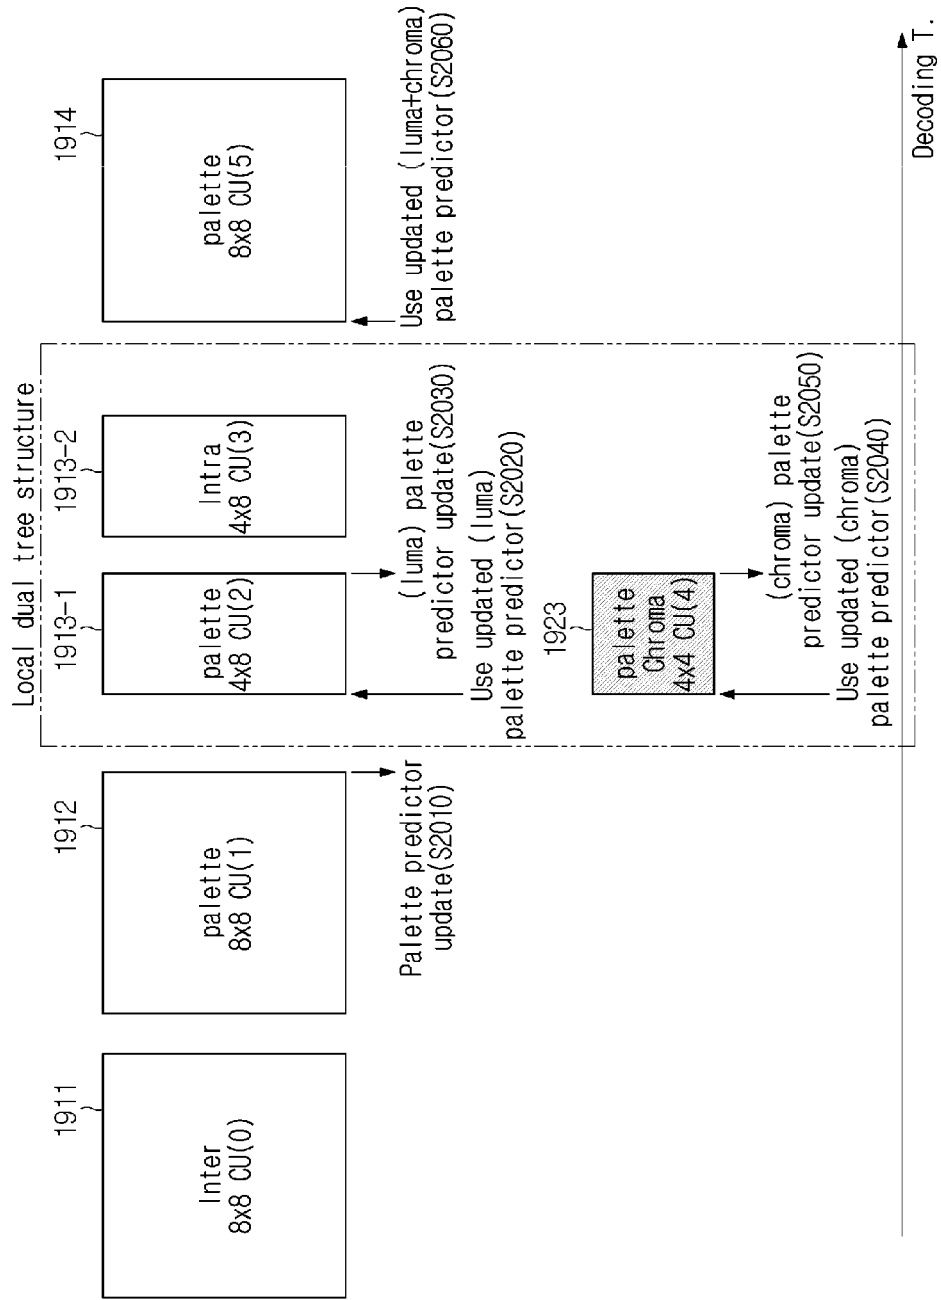 Local dual tree structure
1911
Inter
8x8 CU(0)
1912
palette
8x8 CU(1)
Palette predictor
update(S2010)
1913-1
palette
4x8 CU(2)
1913-2
Intra
4x8 CU(3)
(luma) palette
predictor update(S2030)
Use updated (luma)
palette predictor(S2020)
1923
palette
Chroma
4x4 CU(4)
(chroma) palette
predictor update(S2050)
Use updated (chroma)
palette predictor(S2040)
1914
palette
8x8 CU(5)
Use updated (luma+chroma)
palette predictor(S2060)
Decoding T.